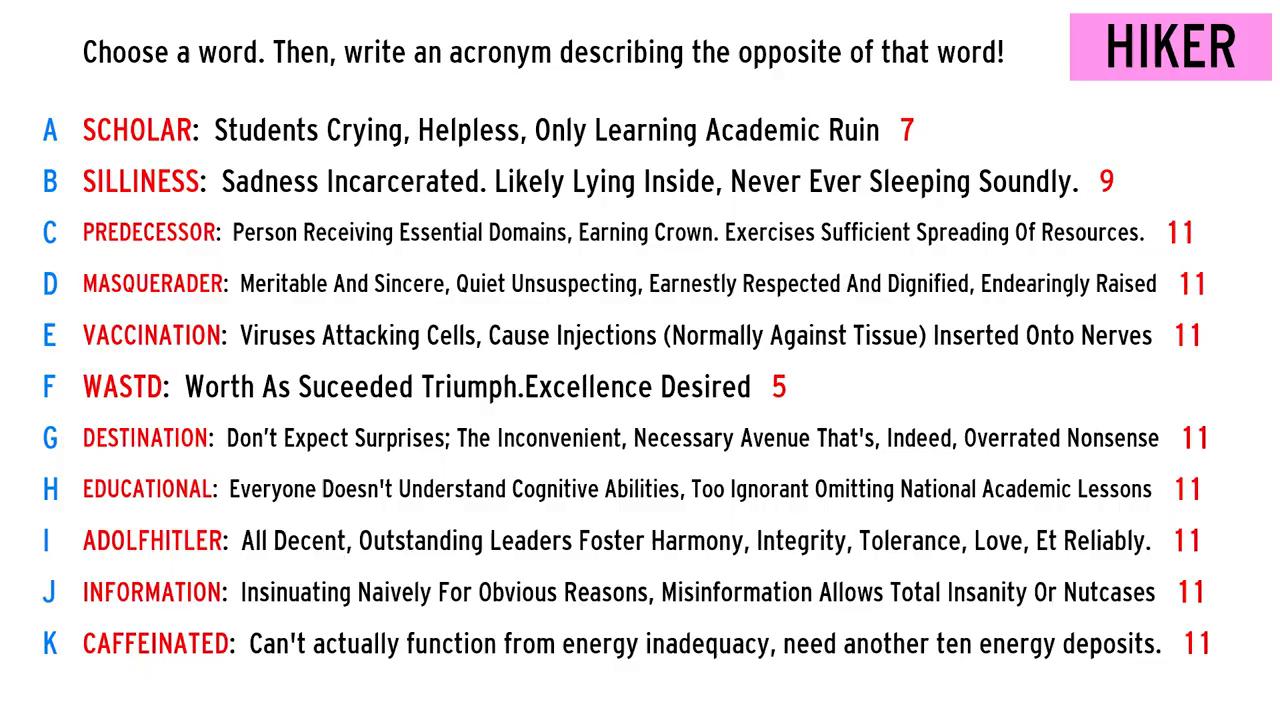 Choose a word. Then, write an acronym describing the opposite of that word!
HIKER
A SCHOLAR: Students Crying, Helpless, Only Learning Academic Ruin 7
B SILLINESS: Sadness Incarcerated. Likely Lying Inside, Never Ever Sleeping Soundly. 9
C PREDECESSOR: Person Receiving Essential Domains, Earning Crown. Exercises Sufficient Spreading Of Resources. 11
D MASQUERADER: Meritable And Sincere, Quiet Unsuspecting, Earnestly Respected And Dignified, Endearingly Raised 11
E VACCINATION: Viruses Attacking Cells, Cause Injections (Normally Against Tissue) Inserted Onto Nerves 11
F WASTD: Worth As Suceeded Triumph.Excellence Desired 5
G DESTINATION: Don’t Expect Surprises; The Inconvenient, Necessary Avenue That's, Indeed, Overrated Nonsense 11
H EDUCATIONAL: Everyone Doesn't Understand Cognitive Abilities, Too Ignorant Omitting National Academic Lessons 11
I ADOLFHITLER: All Decent, Outstanding Leaders Foster Harmony, Integrity, Tolerance, Love, Et Reliably. 11
J INFORMATION: Insinuating Naively For Obvious Reasons, Misinformation Allows Total Insanity Or Nutcases 11
K CAFFEINATED: Can't actually function from energy inadequacy, need another ten energy deposits. 11